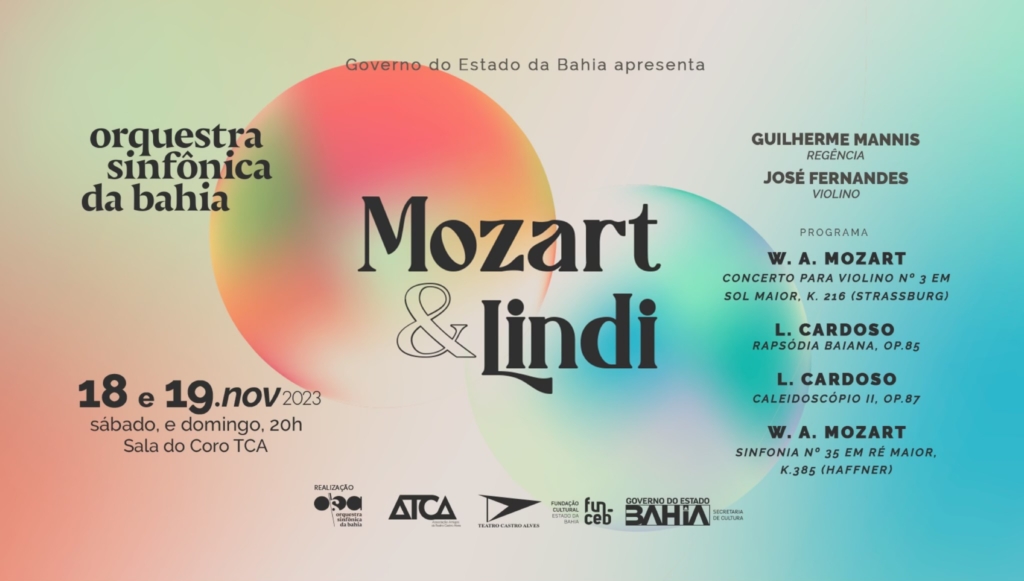 Governo do Estado da Bahia apresenta
orquestra
sinfônica
da bahia
Mozart
& Lindi
18 e 19.nov2023
sábado, e domingo, 20h
Sala do Coro TCA
GUILHERME MANNIS
REGÊNCIA
JOSÉ FERNANDES
VIOLINO
PROGRAMA
W. A. MOZART
CONCERTO PARA VIOLINO Nº 3 EM
SOL MAIOR, K. 216 (STRASSBURG)
L. CARDOSO
RAPSÓDIA BAIANA, OP.85
L. CARDOSO
CALEIDOSCÓPIO II, OP.87
W. A. MOZART
SINFONIA Nº 35 EM RÉ MAIOR,
K.385 (HAFFNER)
REALIZAÇÃO
orquestra
sinfônica
da bahia
ATCA
TEATRO CASTRO ALVES
FUNDAÇÃO
CULTURAL
ESTADO DA
BAHIA
fun
ceb
GOVERNO DO ESTADO
BAHIA
SECRETARIA
DE CULTURA